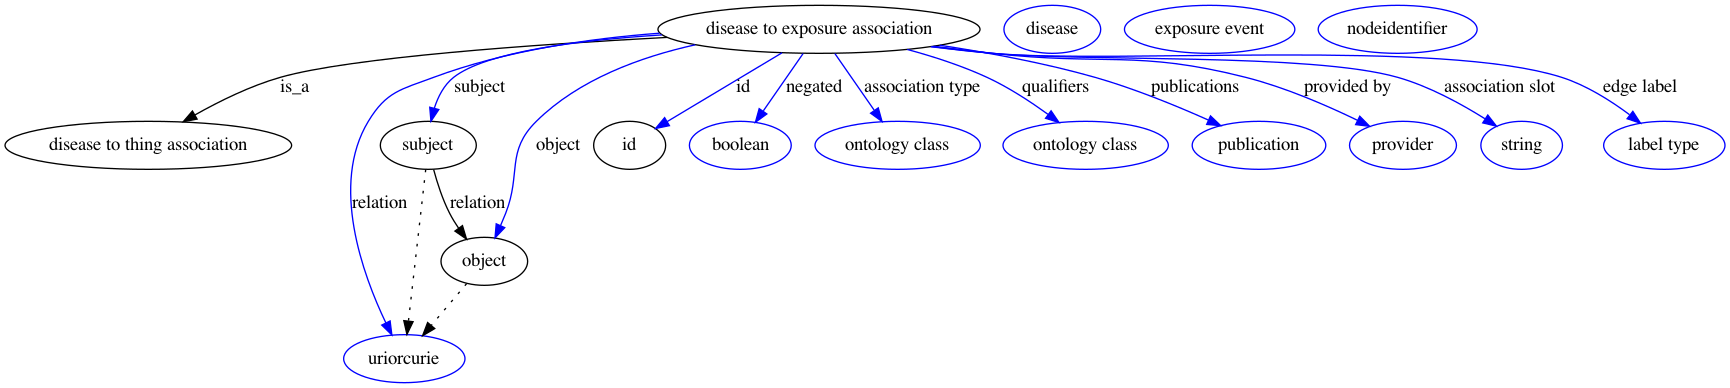 disease to exposure association
disease
exposure event
nodeidentifier
is_a
subject
id
negated
association type
qualifiers
publications
provided by
association slot
edge label
disease to thing association
subject
object
id
boolean
ontology class
ontology class
publication
provider
string
label type
relation
relation
object
uriorcurie